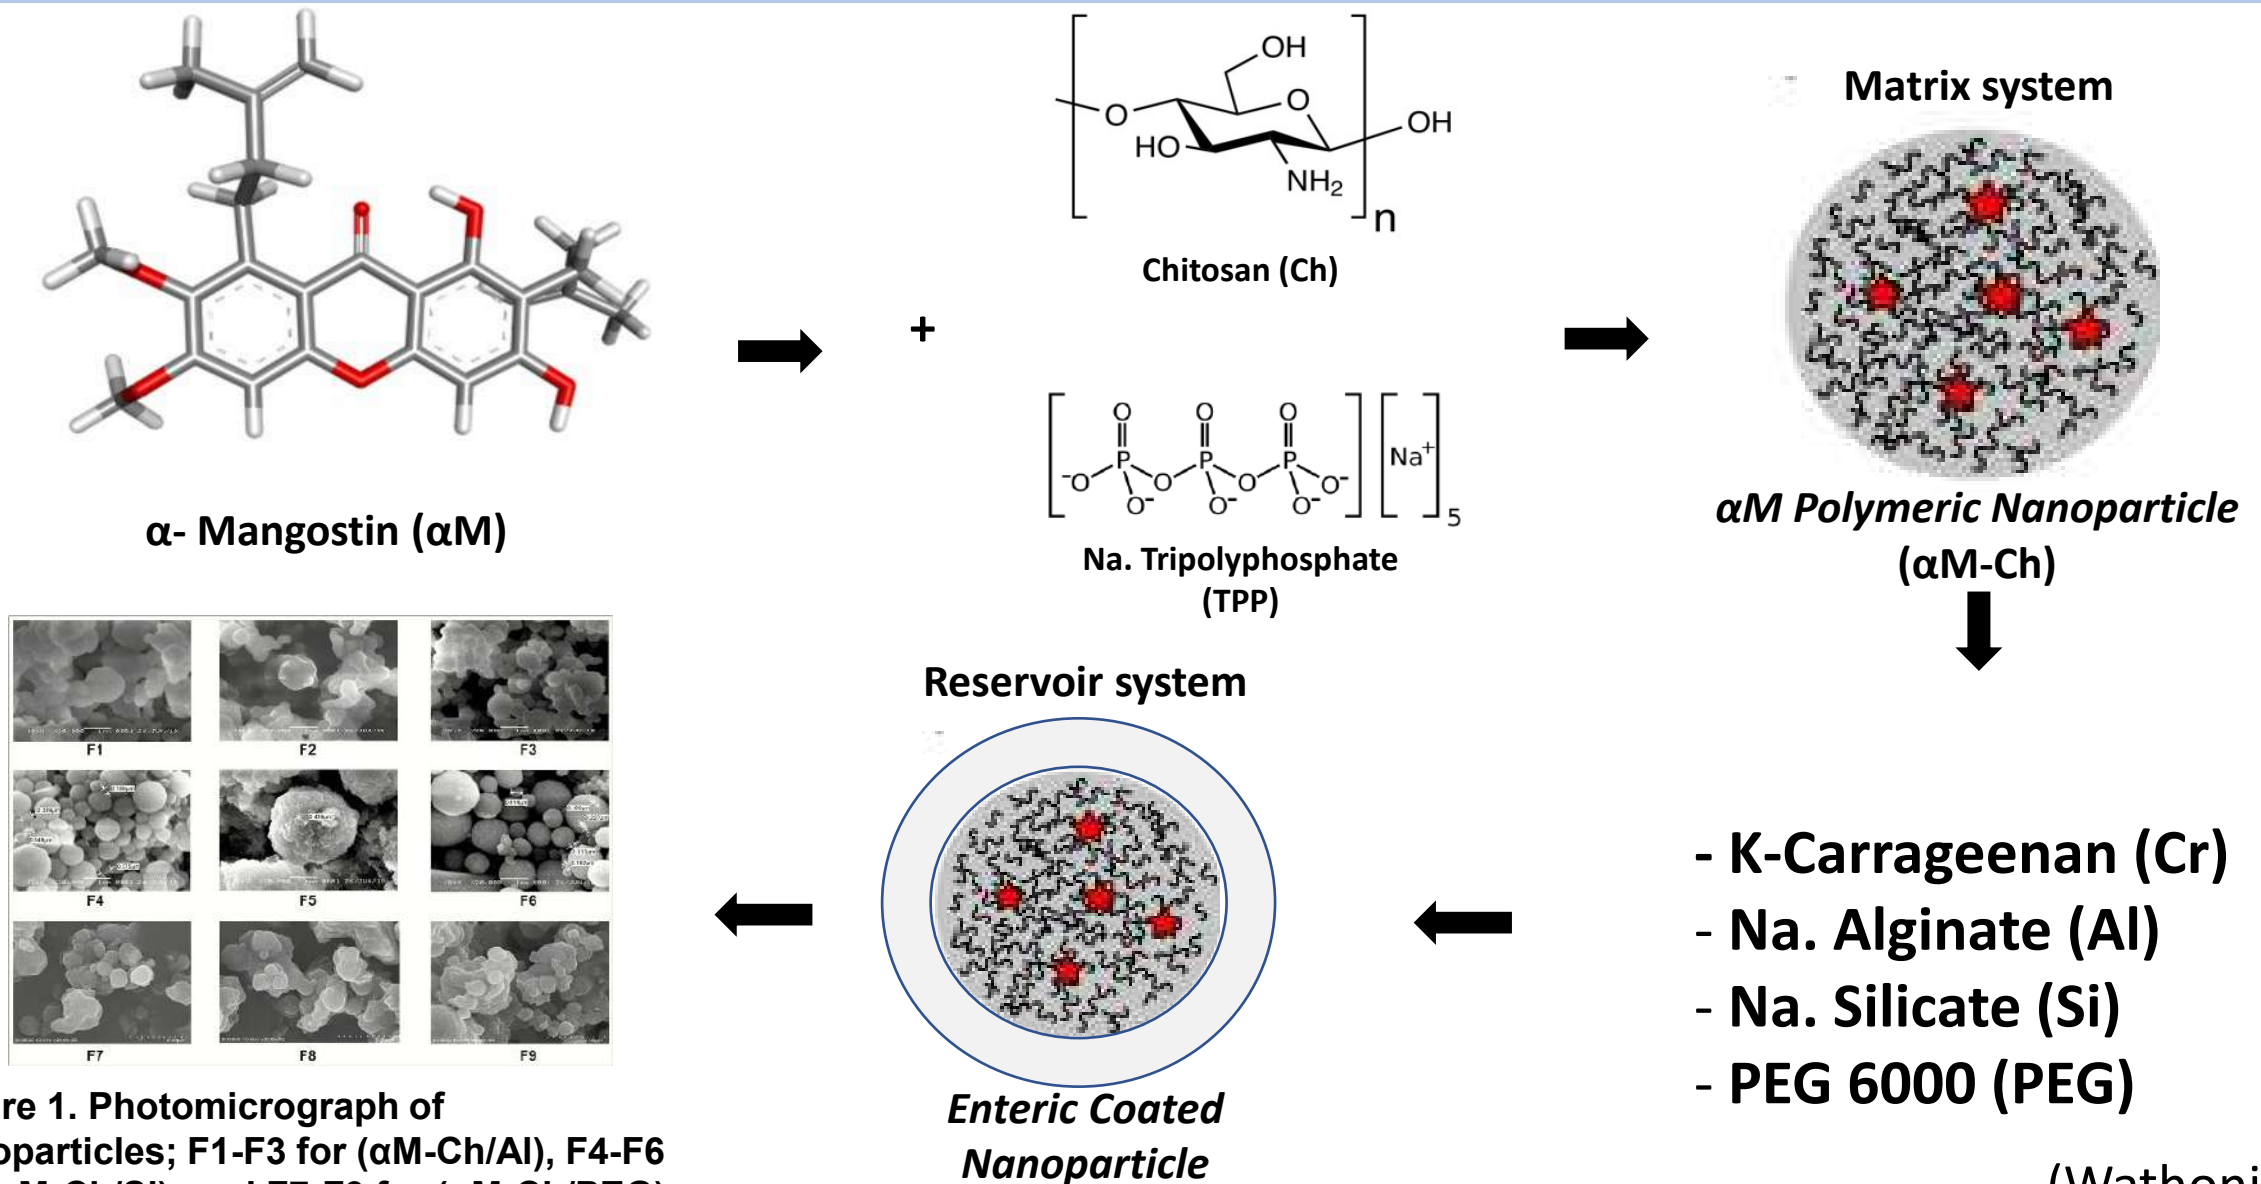 α- Mangostin (αM)
+
OH
O
O
OH
HO
NH₂
n
Chitosan (Ch)
O O O
P P P
⁻O O O O⁻
O⁻ O⁻ O⁻
Na⁺
5
Na. Tripolyphosphate
(TPP)
Matrix system
αM Polymeric Nanoparticle
(αM-Ch)
- K-Carrageenan (Cr)
- Na. Alginate (Al)
- Na. Silicate (Si)
- PEG 6000 (PEG)
Reservoir system
Enteric Coated
Nanoparticle
F1 F2 F3
F4 F5 F6
F7 F8 F9
re 1. Photomicrograph of
oparticles; F1-F3 for (αM-Ch/Al), F4-F6
(Wathoni